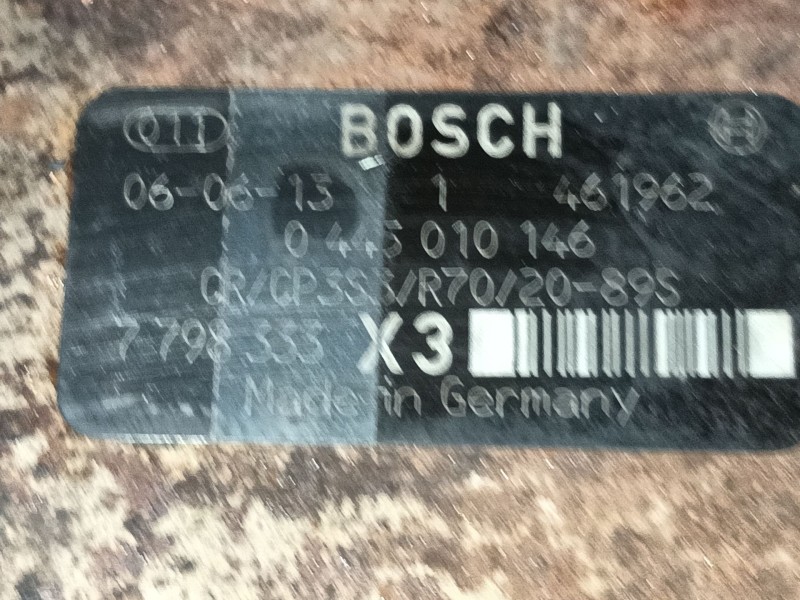 BOSCH
06-06-13 1 461962
0 445 010 146
CR/CP3S3/R70/20-89S
7 798 333 X3
Made in Germany